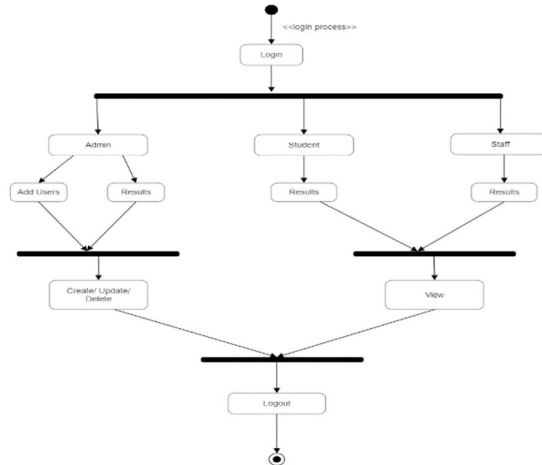 <<login process>>
Login
Admin
Student
Staff
Add Users
Results
Results
Results
Create/ Update/
Delete
View
Logout